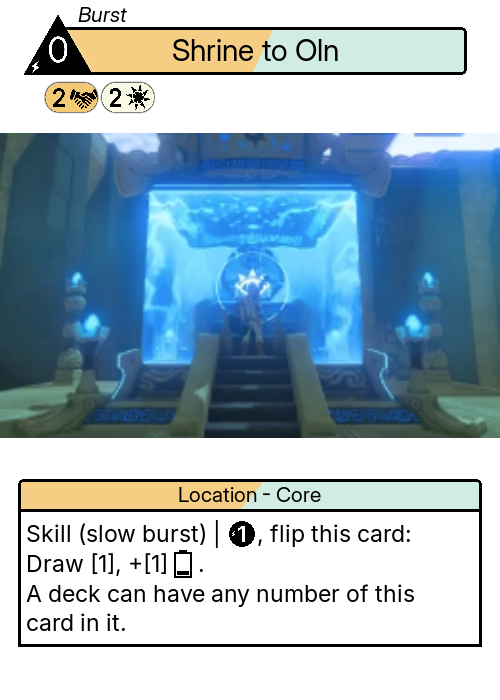 Burst
0
Shrine to Oln
2 2
Location - Core
Skill (slow burst) | 1, flip this card:
Draw [1], +[1] .
A deck can have any number of this
card in it.